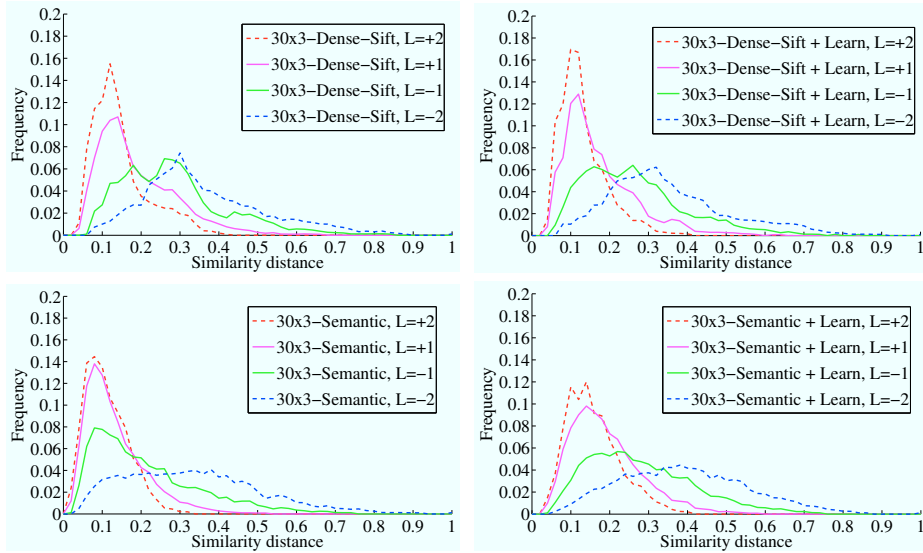 0.2
0.18
0.16
0.14
0.12
0.1
0.08
0.06
0.04
0.02
0
Frequency
30x3−Dense−Sift, L=+2
30x3−Dense−Sift, L=+1
30x3−Dense−Sift, L=−1
30x3−Dense−Sift, L=−2
0 0.1 0.2 0.3 0.4 0.5 0.6 0.7 0.8 0.9 1
Similarity distance
0.2
0.18
0.16
0.14
0.12
0.1
0.08
0.06
0.04
0.02
0
Frequency
30x3−Dense−Sift + Learn, L=+2
30x3−Dense−Sift + Learn, L=+1
30x3−Dense−Sift + Learn, L=−1
30x3−Dense−Sift + Learn, L=−2
0 0.1 0.2 0.3 0.4 0.5 0.6 0.7 0.8 0.9 1
Similarity distance
0.2
0.18
0.16
0.14
0.12
0.1
0.08
0.06
0.04
0.02
0
Frequency
30x3−Semantic, L=+2
30x3−Semantic, L=+1
30x3−Semantic, L=−1
30x3−Semantic, L=−2
0 0.1 0.2 0.3 0.4 0.5 0.6 0.7 0.8 0.9 1
Similarity distance
0.2
0.18
0.16
0.14
0.12
0.1
0.08
0.06
0.04
0.02
0
Frequency
30x3−Semantic + Learn, L=+2
30x3−Semantic + Learn, L=+1
30x3−Semantic + Learn, L=−1
30x3−Semantic + Learn, L=−2
0 0.1 0.2 0.3 0.4 0.5 0.6 0.7 0.8 0.9 1
Similarity distance